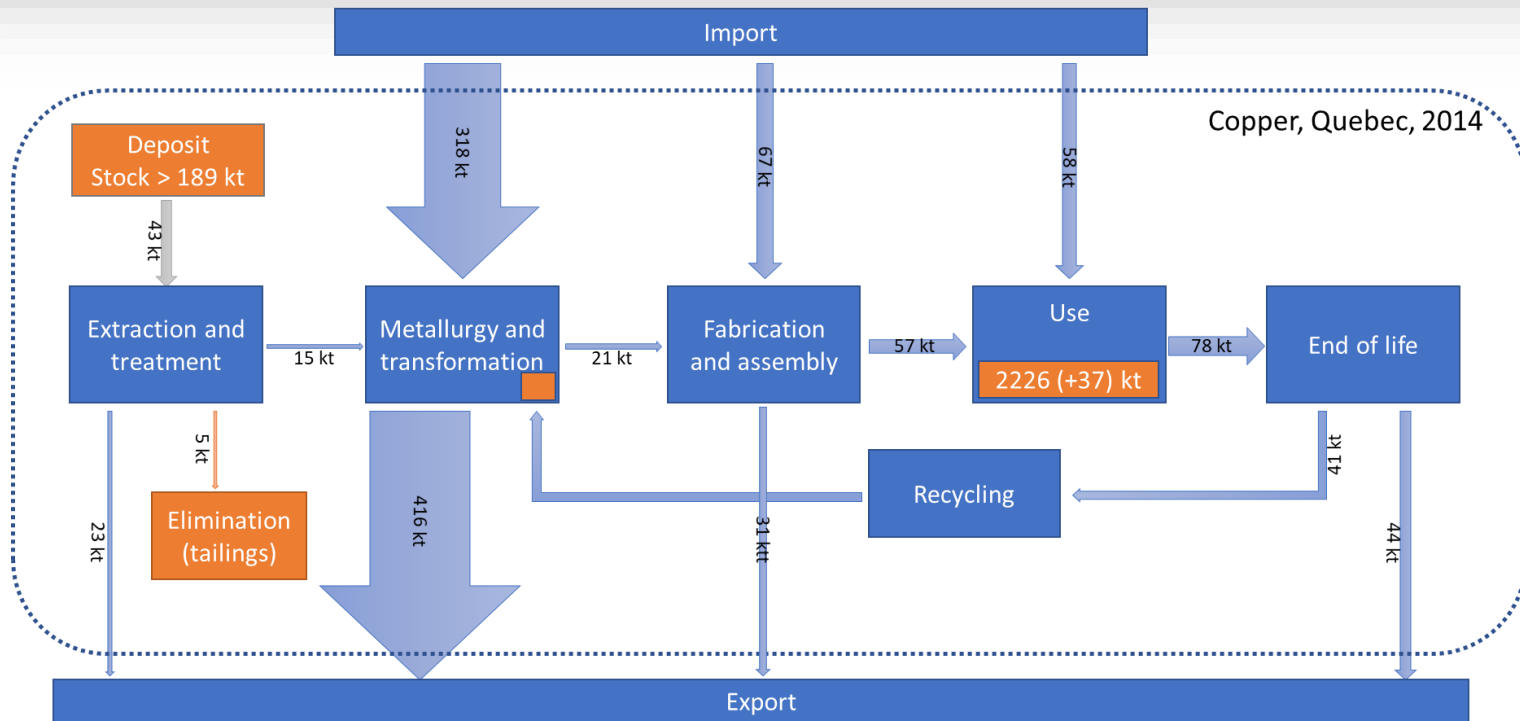 Import
Copper, Quebec, 2014
Deposit
Stock > 189 kt
318 kt
67 kt
58 kt
43 kt
Extraction and
treatment
15 kt
Metallurgy and
transformation
21 kt
Fabrication
and assembly
57 kt
Use
2226 (+37) kt
78 kt
End of life
5 kt
41 kt
Recycling
Elimination
(tailings)
23 kt
416 kt
31 ktt
44 kt
Export